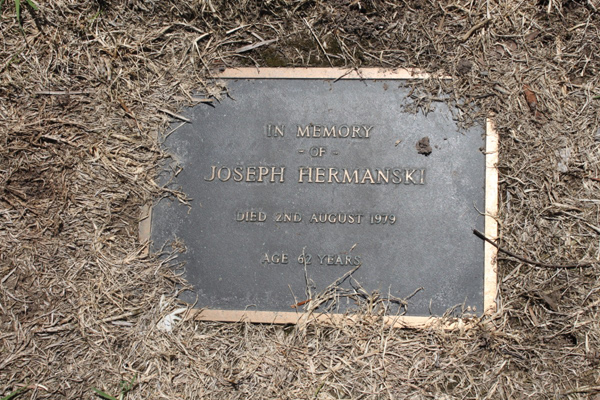 IN MEMORY
- OF -
JOSEPH HERMANSKI
DIED 2ND AUGUST 1979
AGE 62 YEARS